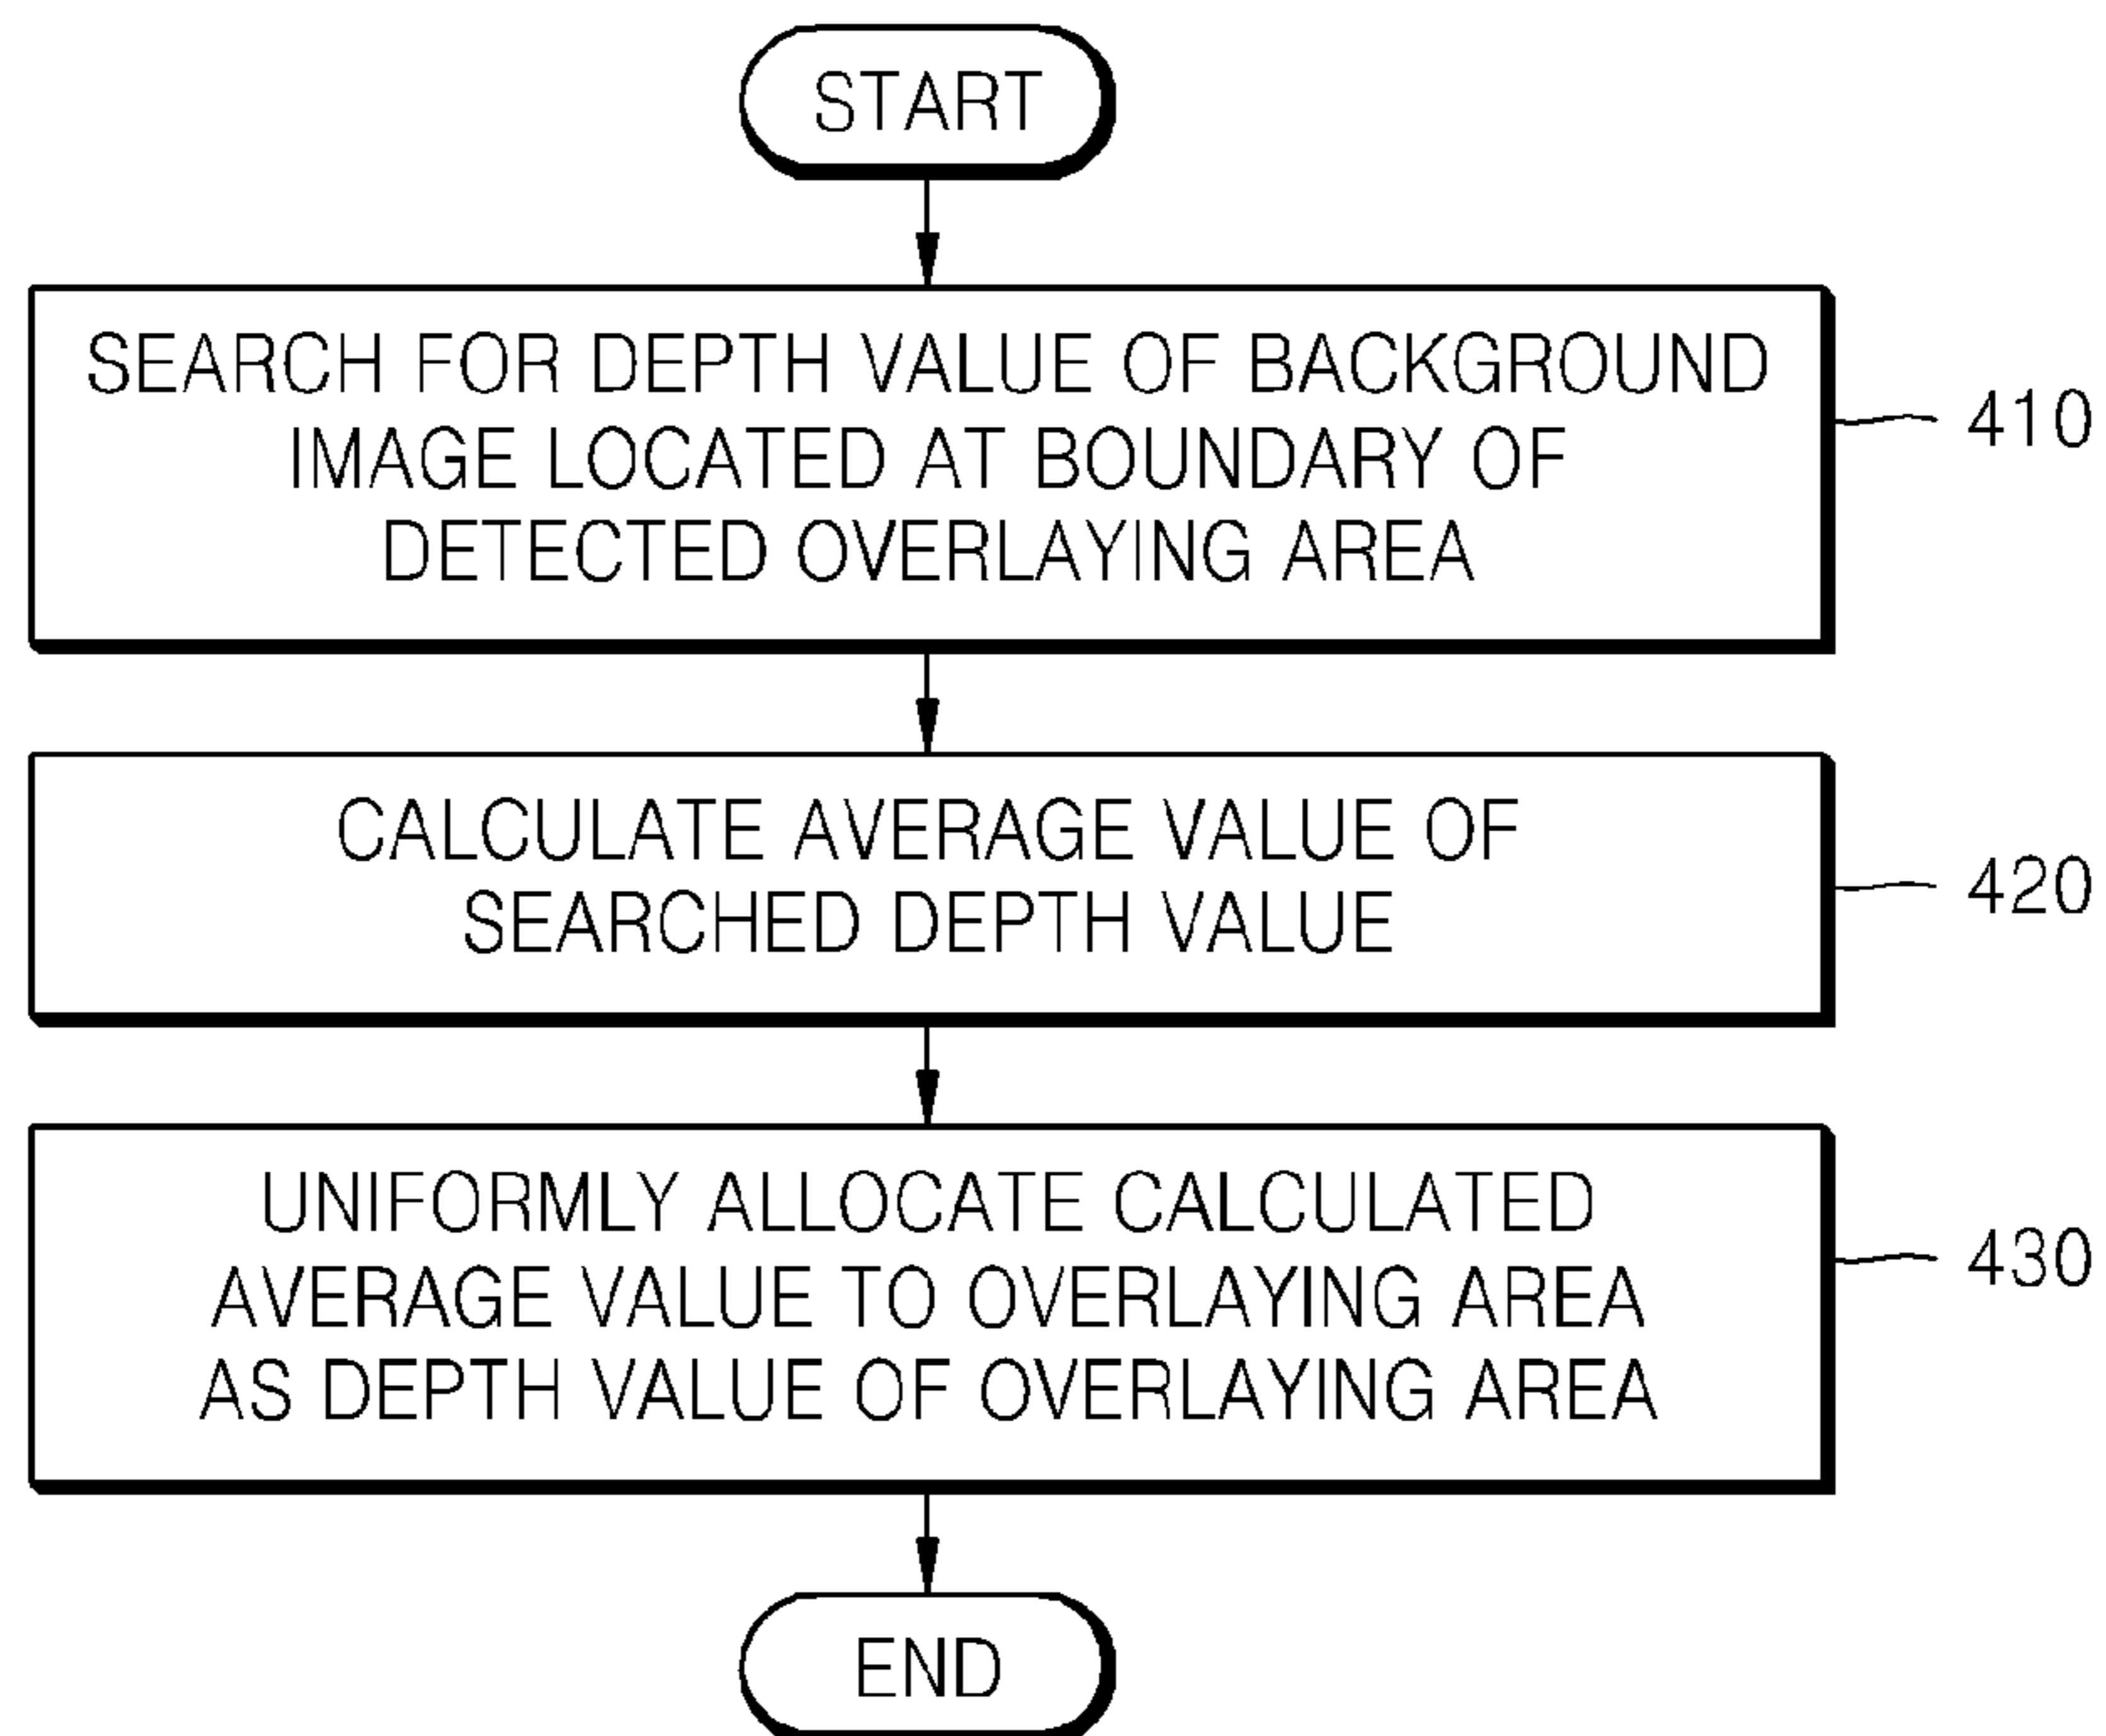 START
SEARCH FOR DEPTH VALUE OF BACKGROUND
IMAGE LOCATED AT BOUNDARY OF
DETECTED OVERLAYING AREA
410
CALCULATE AVERAGE VALUE OF
SEARCHED DEPTH VALUE
420
UNIFORMLY ALLOCATE CALCULATED
AVERAGE VALUE TO OVERLAYING AREA
AS DEPTH VALUE OF OVERLAYING AREA
430
END